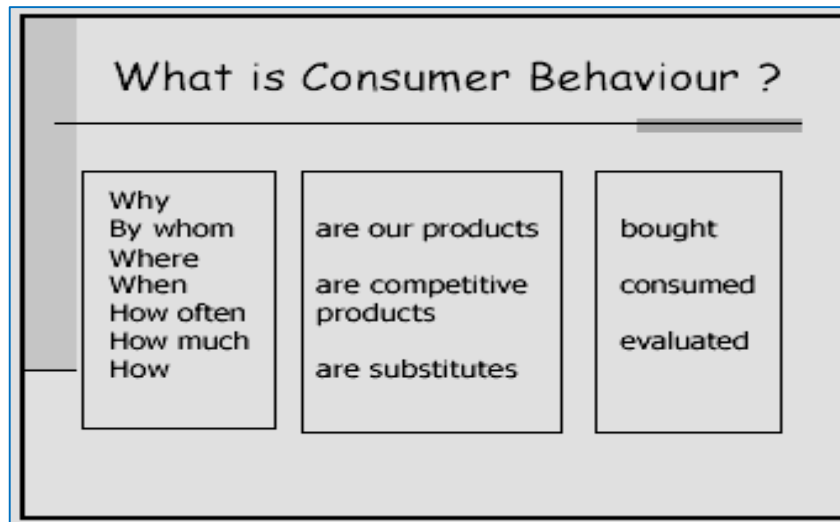 What is Consumer Behaviour ?
Why
By whom
Where
When
How often
How much
How
are our products
are competitive
products
are substitutes
bought
consumed
evaluated